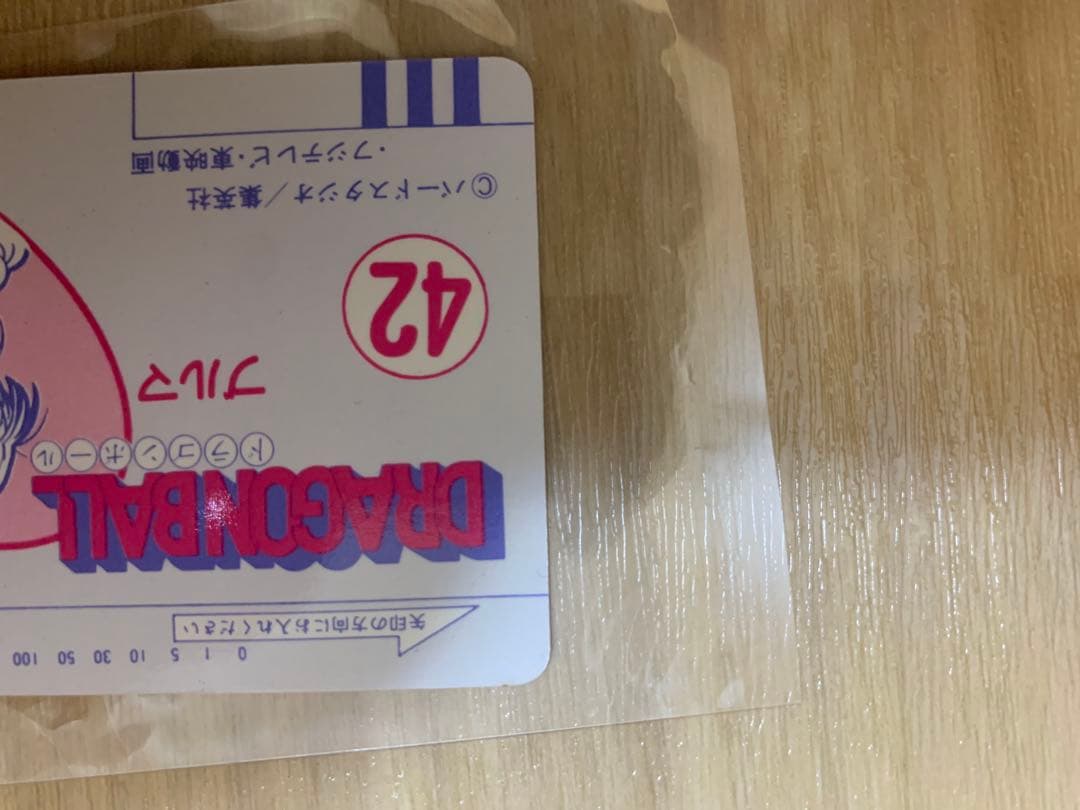 0 1 5 10 30 50 100
矢印の方向にお入れください
DRAGON BALL
ドラゴンボール
ブルマ
42
©バードスタジオ/集英社
・フジテレビ・東映動画